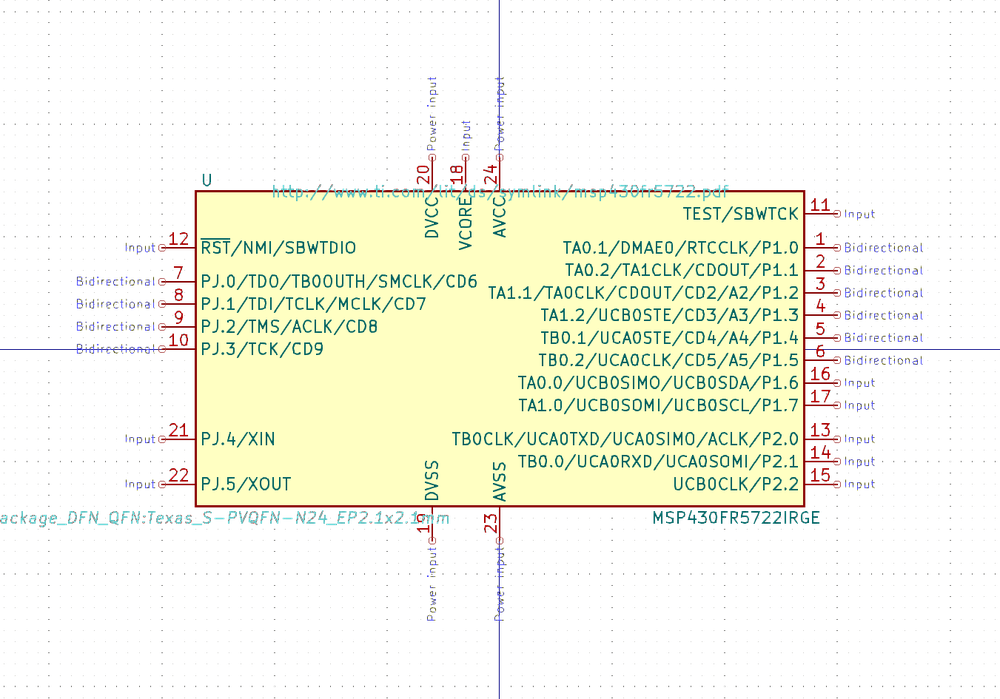 Power input
Input
Power input
20
18
24
U
http://www.ti.com/lit/ds/symlink/msp430fr5722.pdf
DVCC
VCORE
AVCC
TEST/SBWTCK 11 Input
Input 12 RST/NMI/SBWTDIO
TA0.1/DMAE0/RTCCLK/P1.0 1 Bidirectional
TA0.2/TA1CLK/CDOUT/P1.1 2 Bidirectional
Bidirectional 7 PJ.0/TDO/TB0OUTH/SMCLK/CD6
TA1.1/TA0CLK/CDOUT/CD2/A2/P1.2 3 Bidirectional
Bidirectional 8 PJ.1/TDI/TCLK/MCLK/CD7
TA1.2/UCB0STE/CD3/A3/P1.3 4 Bidirectional
Bidirectional 9 PJ.2/TMS/ACLK/CD8
TB0.1/UCA0STE/CD4/A4/P1.4 5 Bidirectional
Bidirectional 10 PJ.3/TCK/CD9
TB0.2/UCA0CLK/CD5/A5/P1.5 6 Bidirectional
TA0.0/UCB0SIMO/UCB0SDA/P1.6 16 Input
TA1.0/UCB0SOMI/UCB0SCL/P1.7 17 Input
Input 21 PJ.4/XIN
TB0CLK/UCA0TXD/UCA0SIMO/ACLK/P2.0 13 Input
TB0.0/UCA0RXD/UCA0SOMI/P2.1 14 Input
Input 22 PJ.5/XOUT
UCB0CLK/P2.2 15 Input
DVSS
AVSS
ackage_DFN_QFN:Texas_S-PVQFN-N24_EP2.1x2.1mm
MSP430FR5722IRGE
19
23
Power input
Power input